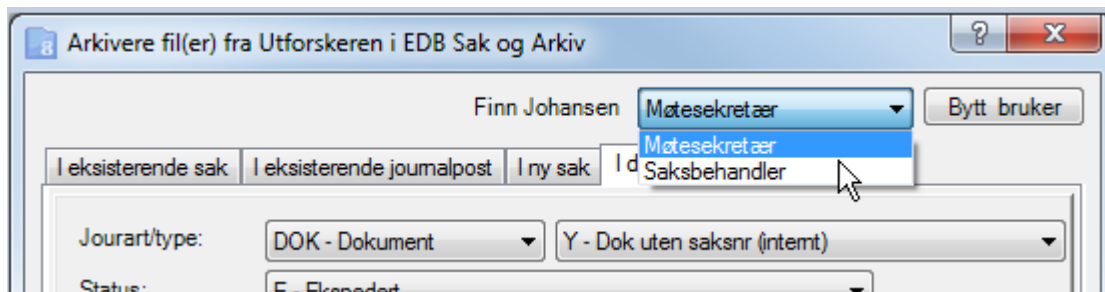 Arkivere fil(er) fra Utforskeren i EDB Sak og Arkiv
Finn Johansen Møtesekretær Bytt bruker
Møtesekretær
Saksbehandler
I eksisterende sak I eksisterende journalpost I ny sak I d
Jourart/type: DOK - Dokument Y - Dok uten saksnr (internt)
Status: E - Ekspedert